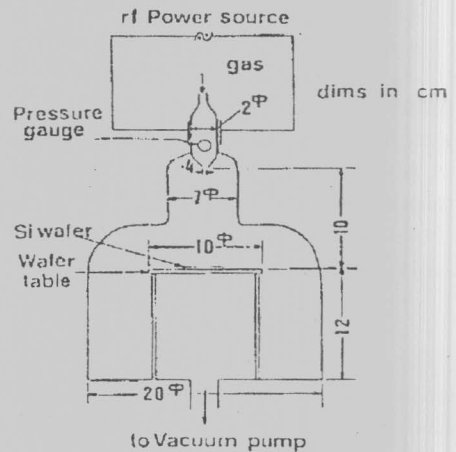 rf Power source
gas
dims in cm
2Φ
Pressure
gauge
.4
7Φ
10
Si wafer
10Φ
Wafer
table
12
20Φ
to Vacuum pump